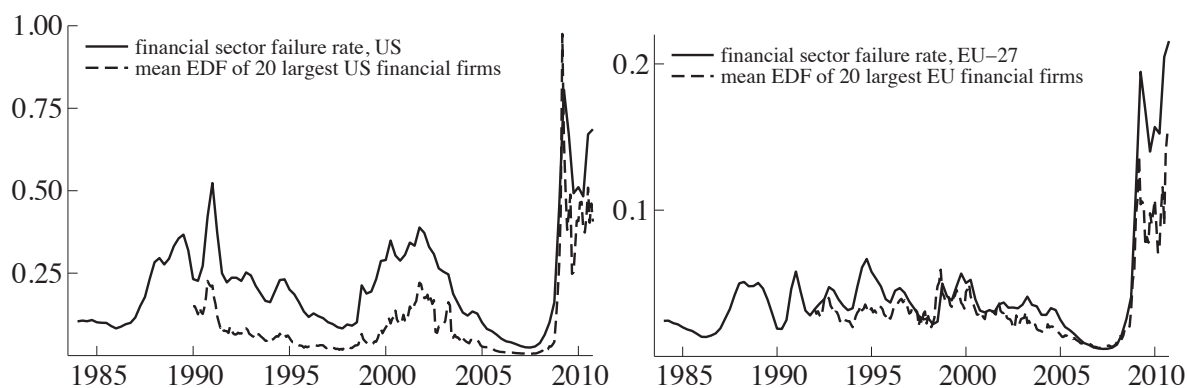 1.00
financial sector failure rate, US
mean EDF of 20 largest US financial firms
0.75
0.50
0.25
1985 1990 1995 2000 2005 2010
0.2
financial sector failure rate, EU–27
mean EDF of 20 largest EU financial firms
0.1
1985 1990 1995 2000 2005 2010